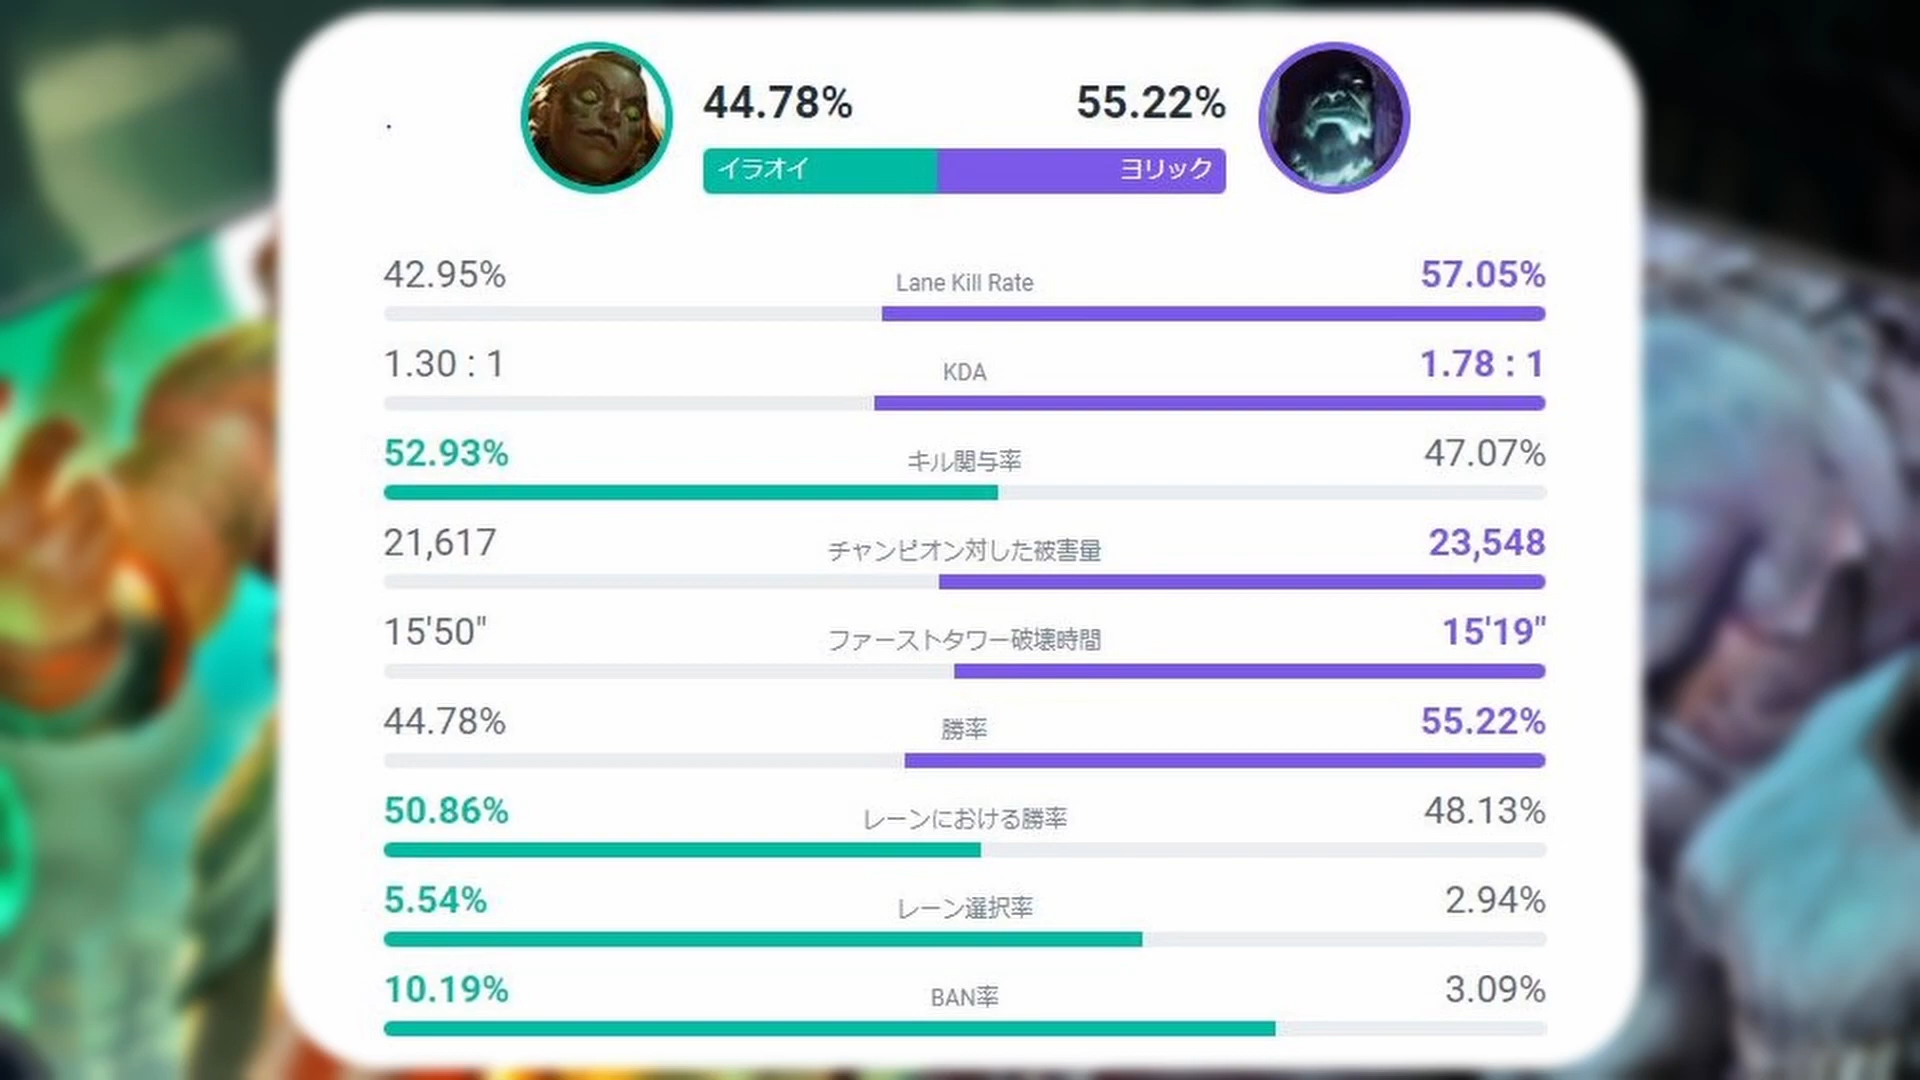 44.78% 55.22%
イラオイ ヨリック
42.95% Lane Kill Rate 57.05%
1.30 : 1 KDA 1.78 : 1
52.93% キル関与率 47.07%
21,617 チャンピオン対した被害量 23,548
15'50" ファーストタワー破壊時間 15'19"
44.78% 勝率 55.22%
50.86% レーンにおける勝率 48.13%
5.54% レーン選択率 2.94%
10.19% BAN率 3.09%